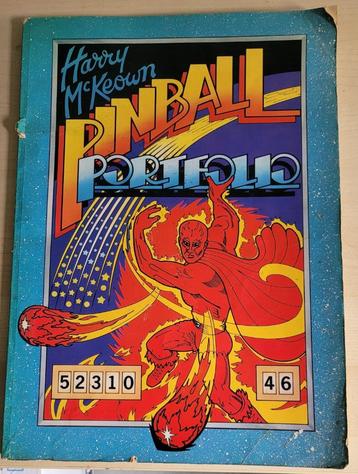 Harry
McKeown
PINBALL
PORTFOLIO
52310 46